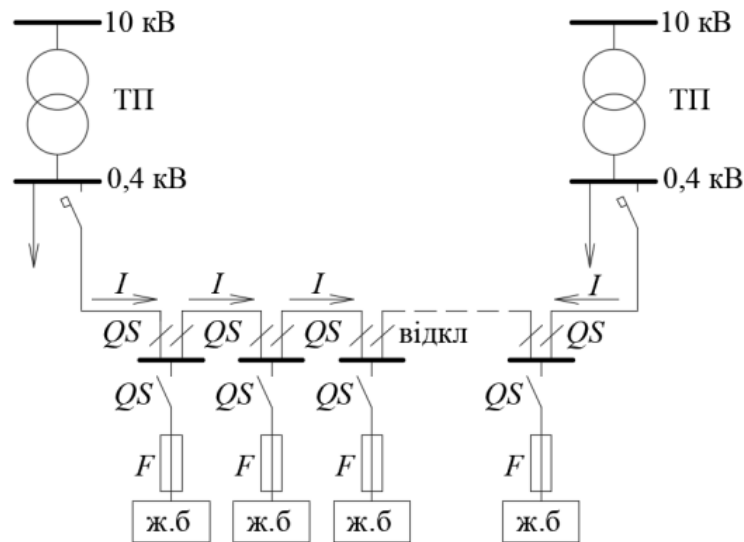 10 кВ 10 кВ
ТП ТП
0,4 кВ 0,4 кВ
I I I I
QS QS QS відкл QS
QS QS QS QS
F F F F
ж.б ж.б ж.б ж.б